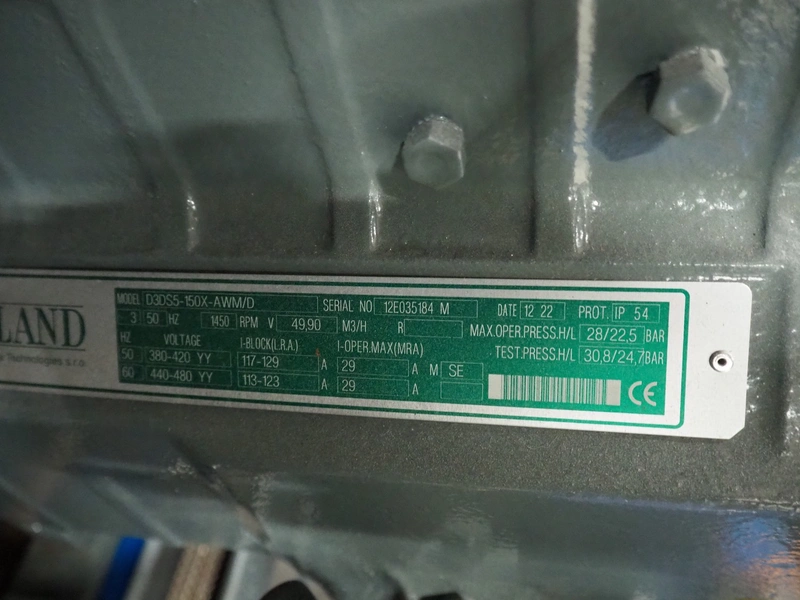 LAND
Technologies s.r.o.
MODEL D3DS5-150X-AWM/D SERIAL NO 12E035184 M DATE 12 22 PROT. IP 54
3 50 HZ 1450 RPM V 49,90 M3/H R MAX.OPER.PRESS.H/L 28/22,5 BAR
HZ VOLTAGE I-BLOCK(L.R.A.) I-OPER.MAX(MRA) TEST.PRESS.H/L 30,8/24,7 BAR
50 380-420 YY 117-129 A 29 A M SE
60 440-480 YY 113-123 A 29 A
CE